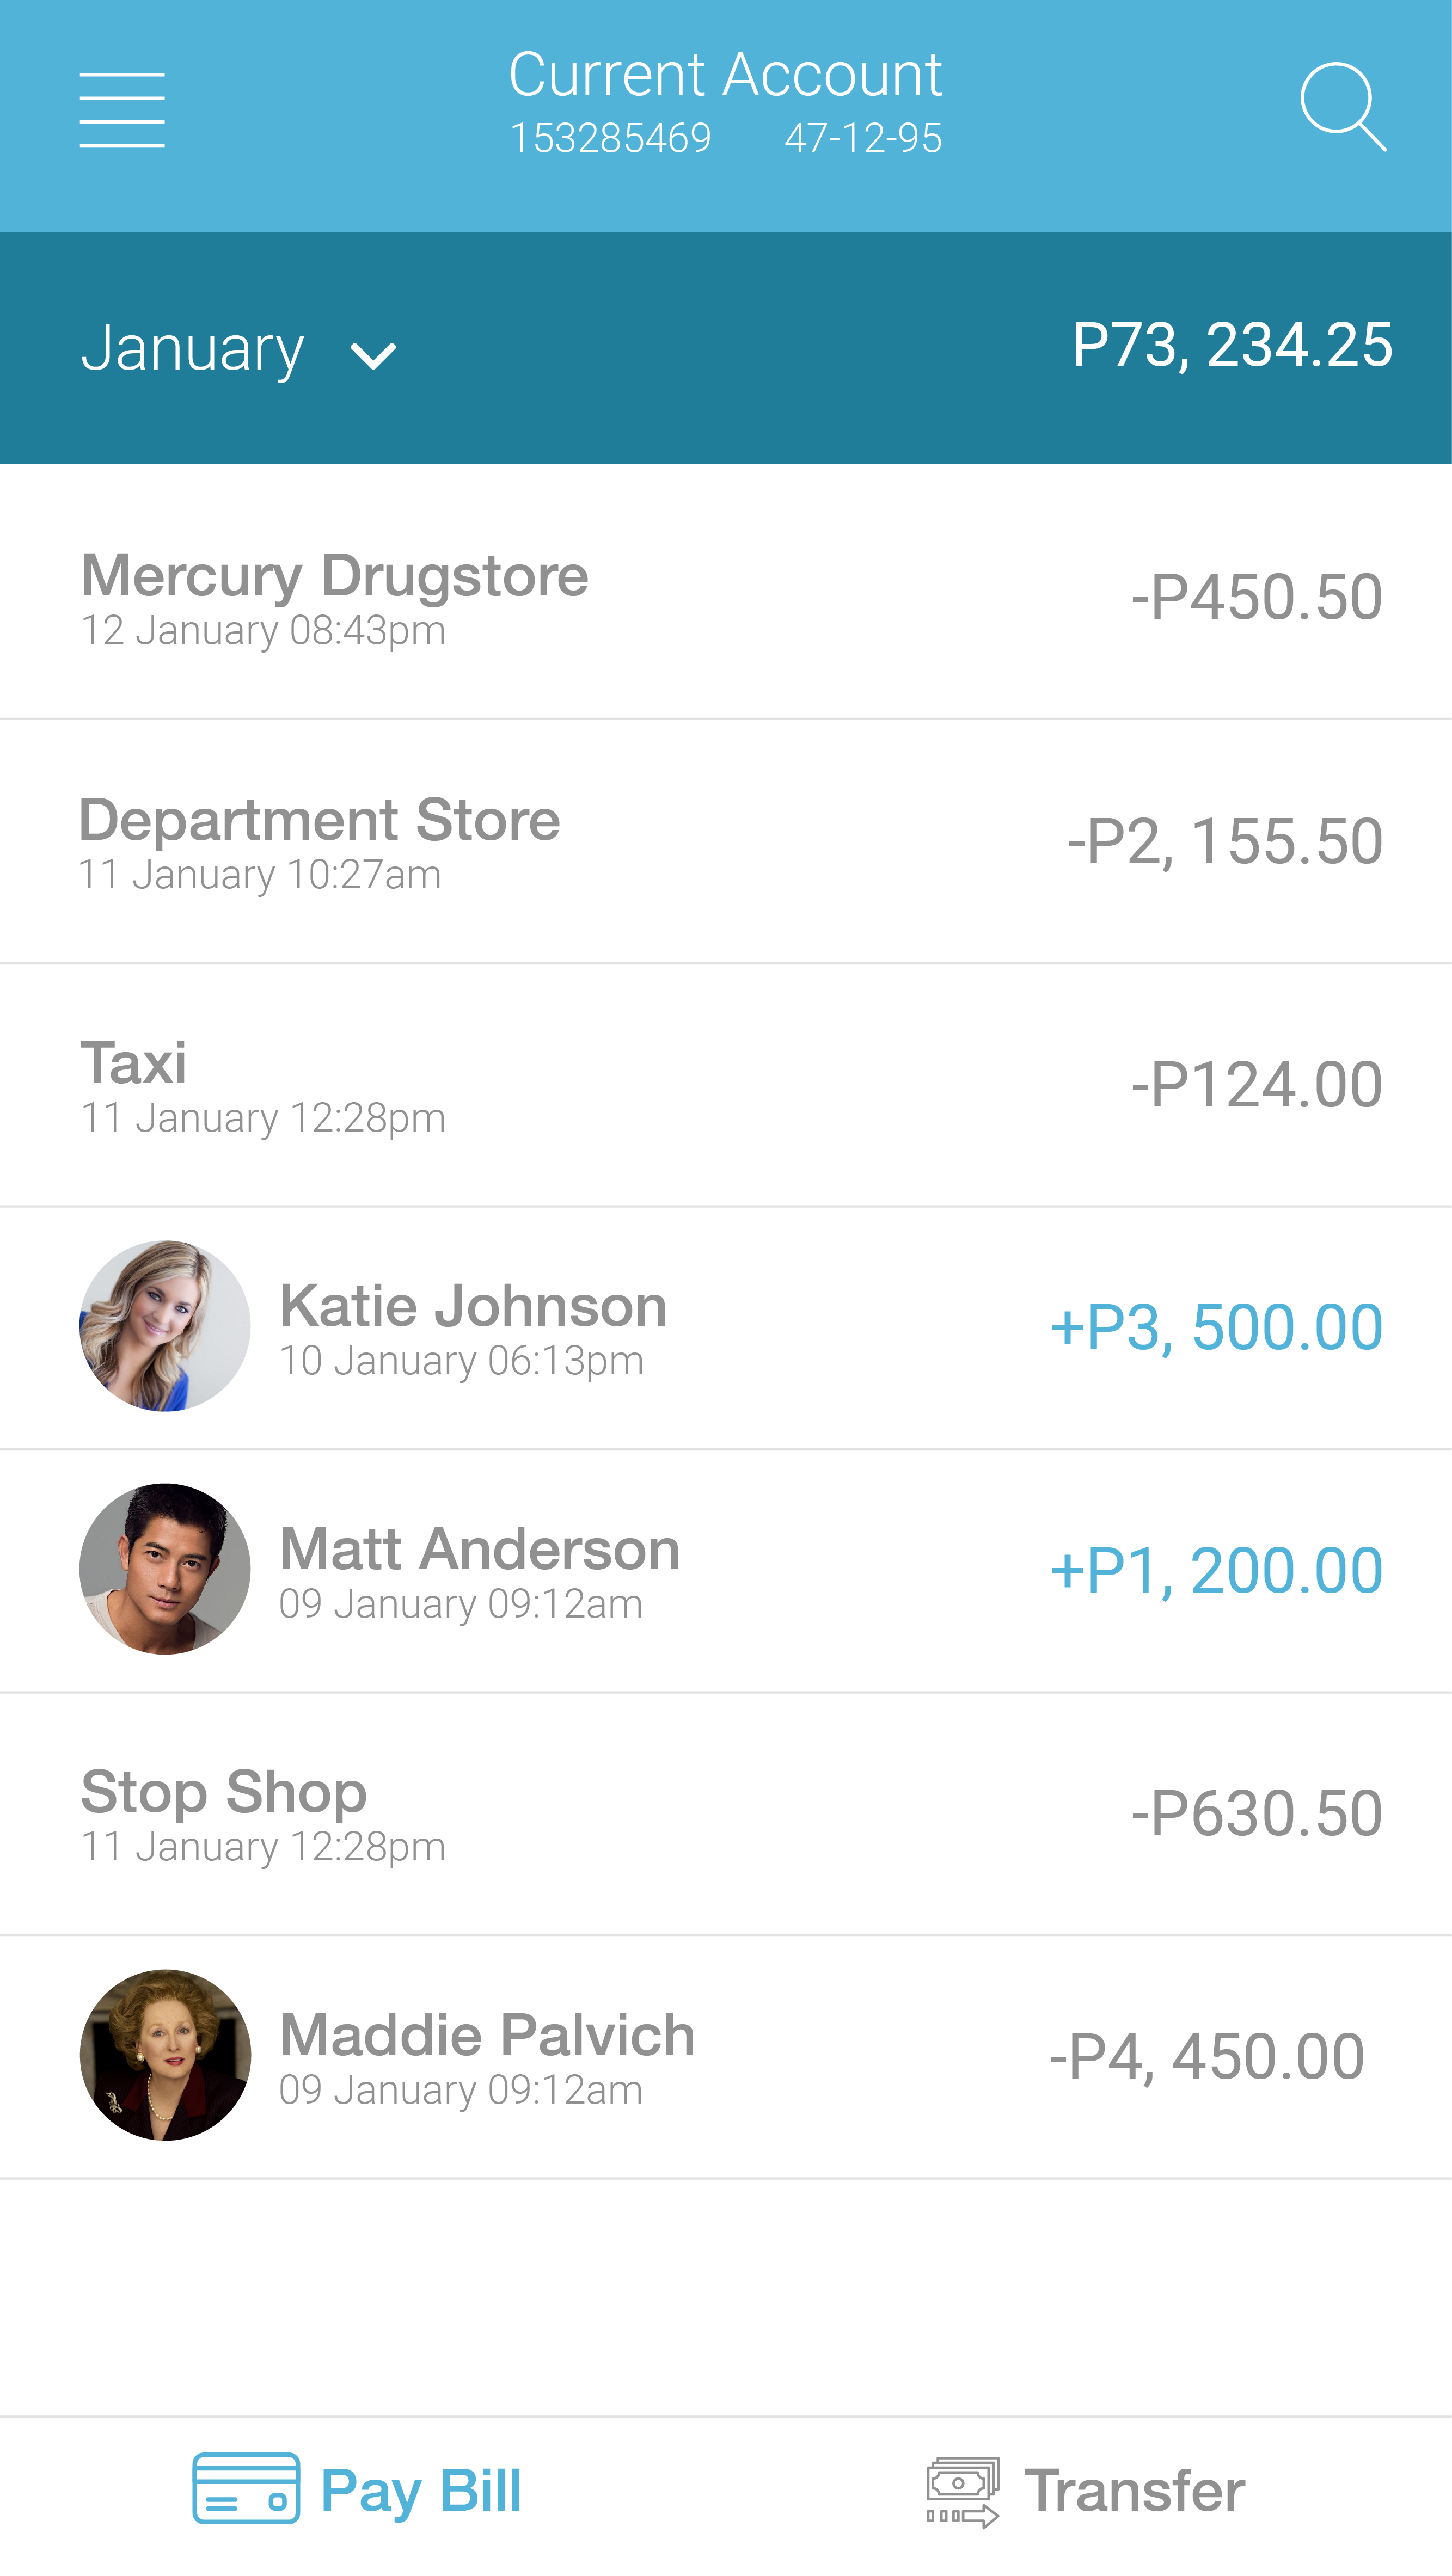 Current Account
153285469 47-12-95
January P73, 234.25
Mercury Drugstore
12 January 08:43pm
-P450.50
Department Store
11 January 10:27am
-P2, 155.50
Taxi
11 January 12:28pm
-P124.00
Katie Johnson
10 January 06:13pm
+P3, 500.00
Matt Anderson
09 January 09:12am
+P1, 200.00
Stop Shop
11 January 12:28pm
-P630.50
Maddie Palvich
09 January 09:12am
-P4, 450.00
Pay Bill Transfer